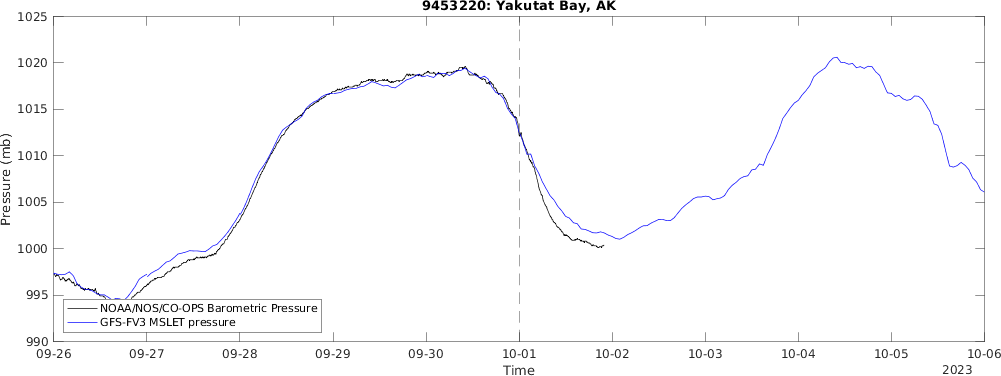 9453220: Yakutat Bay, AK
Pressure (mb)
1025
1020
1015
1010
1005
1000
995
990
NOAA/NOS/CO-OPS Barometric Pressure
GFS-FV3 MSLET pressure
09-26 09-27 09-28 09-29 09-30 10-01 10-02 10-03 10-04 10-05 10-06
Time
2023